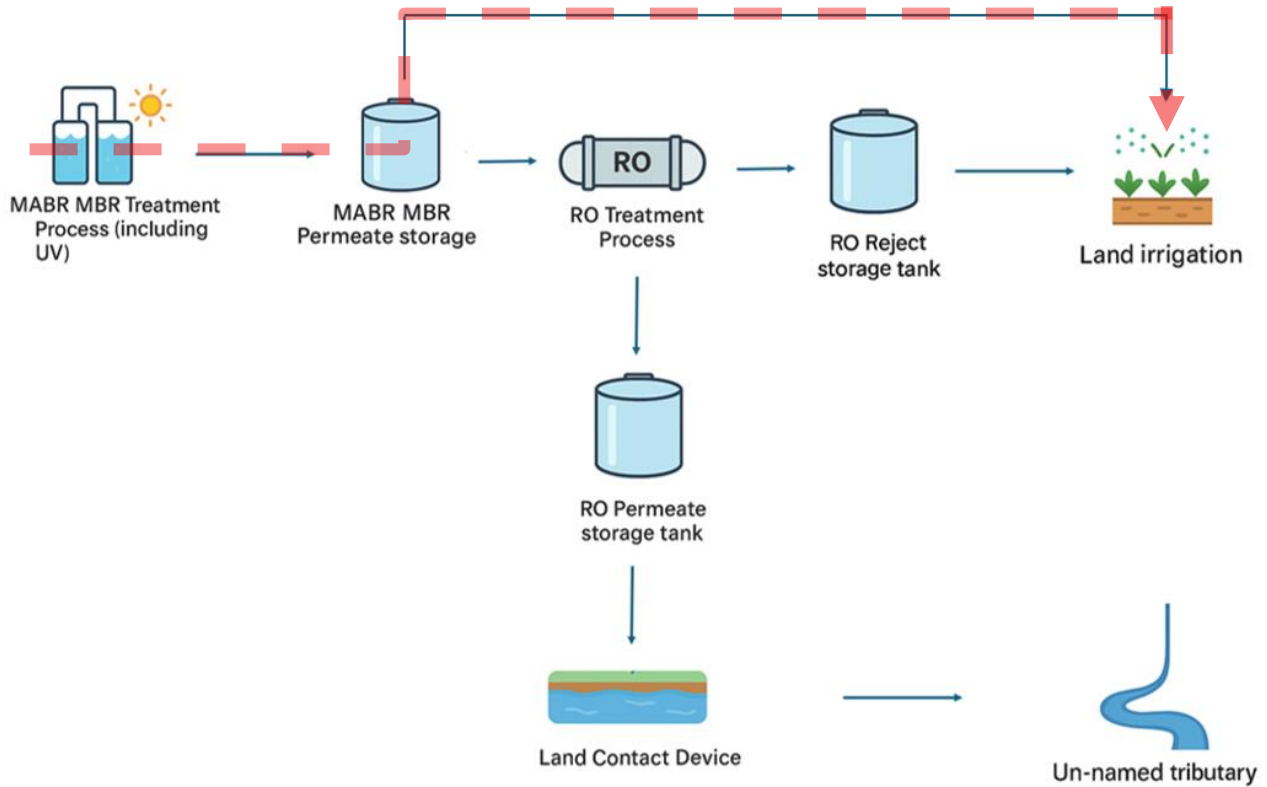 MABR MBR Treatment
Process (including
UV)
MABR MBR
Permeate storage
RO
RO Treatment
Process
RO Reject
storage tank
Land irrigation
RO Permeate
storage tank
Land Contact Device
Un-named tributary